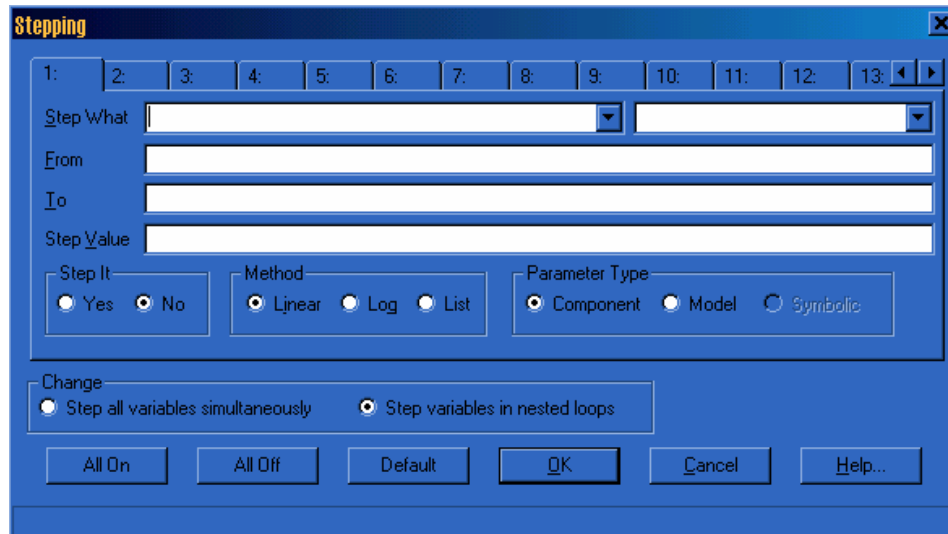 Stepping
1: 2: 3: 4: 5: 6: 7: 8: 9: 10: 11: 12: 13:
Step What
From
To
Step Value
Step It Method Parameter Type
Yes No Linear Log List Component Model Symbolic
Change
Step all variables simultaneously Step variables in nested loops
All On All Off Default OK Cancel Help...